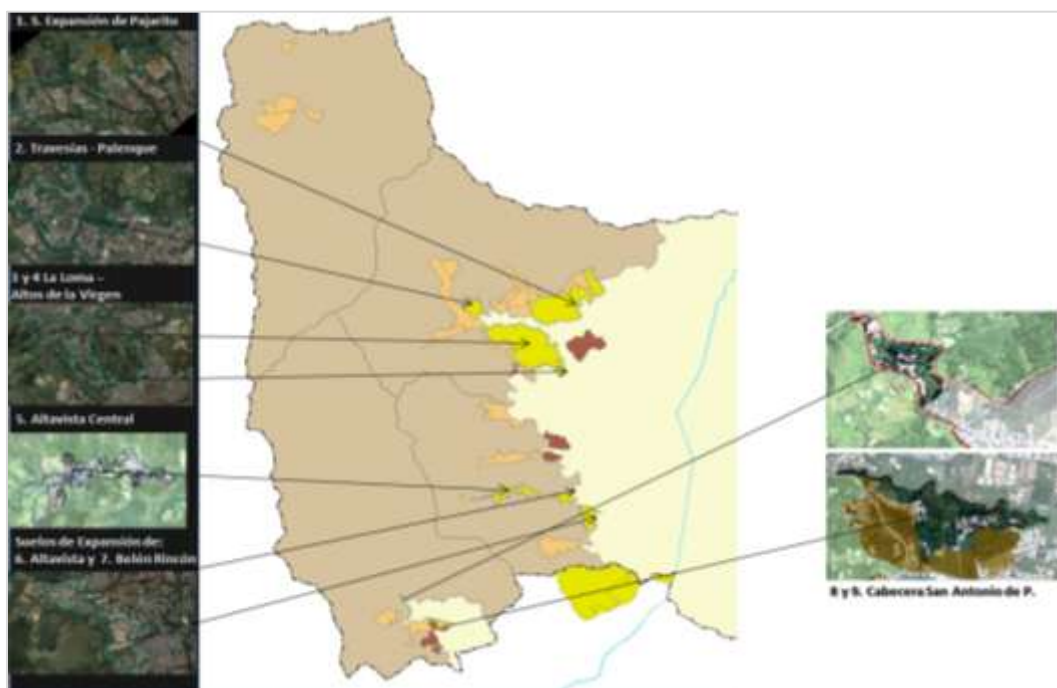 1. 5. Expansión de Pajarito
2. Travesías - Palenque
3 y 4 La Loma –
Altos de la Virgen
5. Altavista Central
Suelos de Expansión de:
6. Altavista y 7. Belén Rincón
8 y 9. Cabecera San Antonio de P.